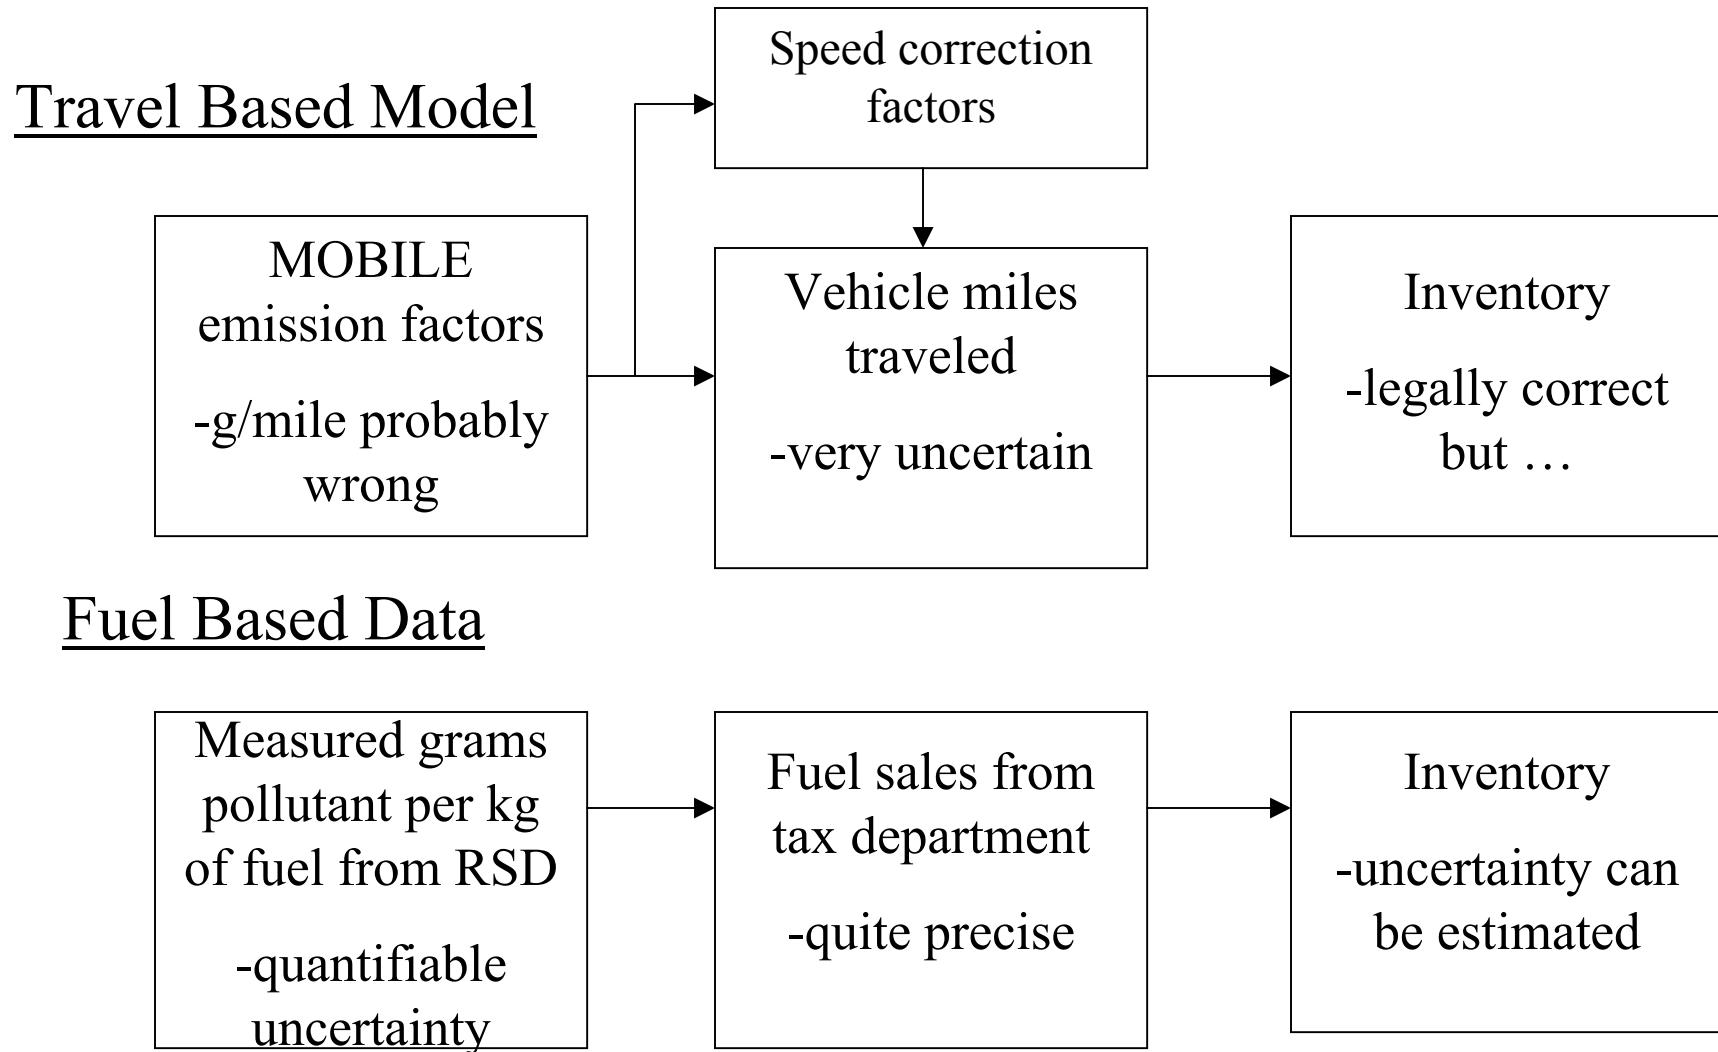 Speed correction
factors
Travel Based Model
MOBILE
emission factors
-g/mile probably
wrong
Vehicle miles
traveled
-very uncertain
Inventory
-legally correct
but …
Fuel Based Data
Measured grams
pollutant per kg
of fuel from RSD
-quantifiable
uncertainty
Fuel sales from
tax department
-quite precise
Inventory
-uncertainty can
be estimated